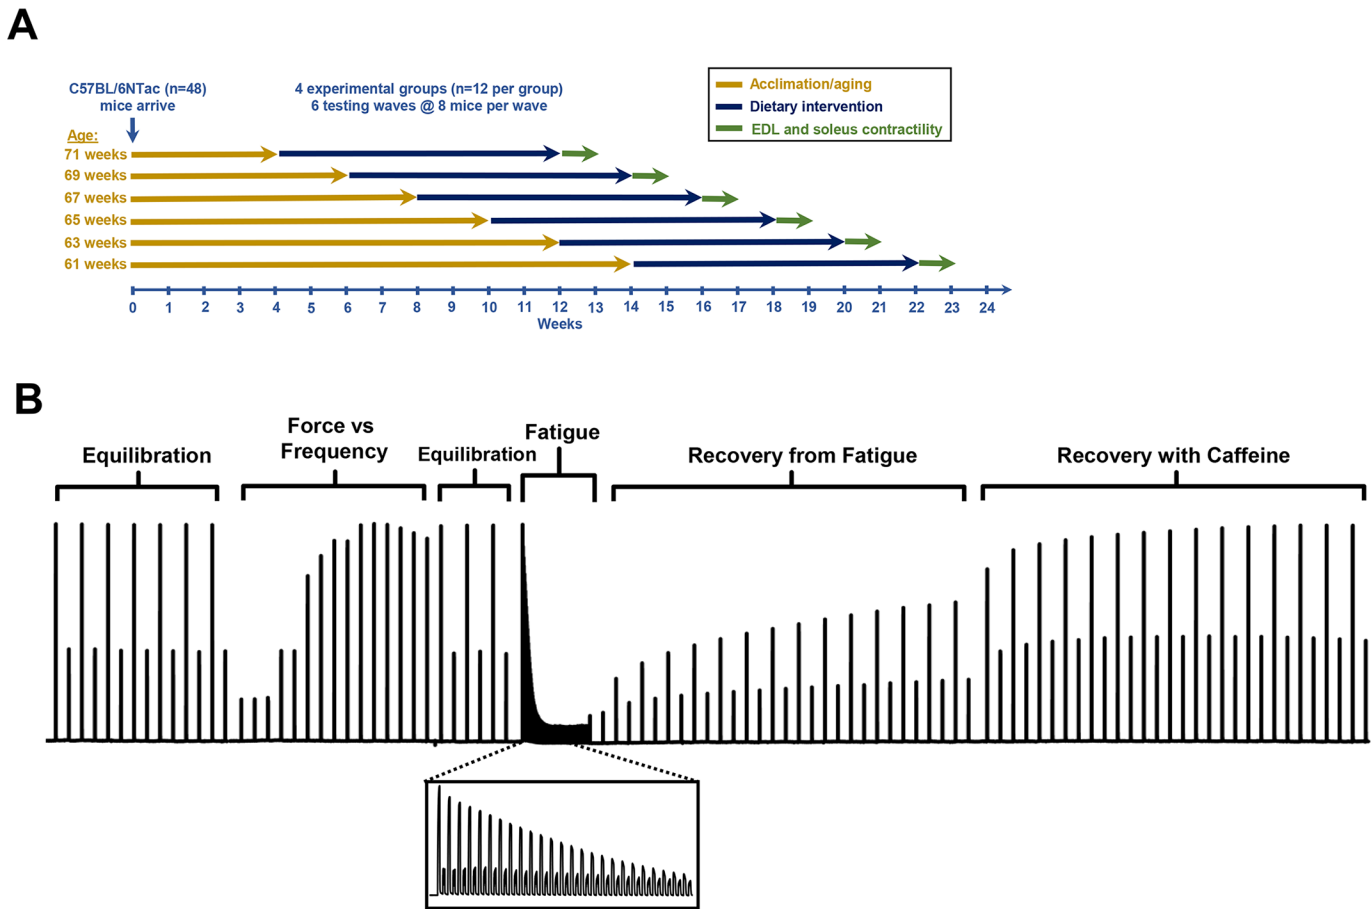 A
C57BL/6NTac (n=48)
mice arrive
4 experimental groups (n=12 per group)
6 testing waves @ 8 mice per wave
Acclimation/aging
Dietary intervention
EDL and soleus contractility
Age:
71 weeks
69 weeks
67 weeks
65 weeks
63 weeks
61 weeks
0 1 2 3 4 5 6 7 8 9 10 11 12 13 14 15 16 17 18 19 20 21 22 23 24
Weeks
B
Equilibration
Force vs
Frequency
Equilibration
Fatigue
Recovery from Fatigue
Recovery with Caffeine